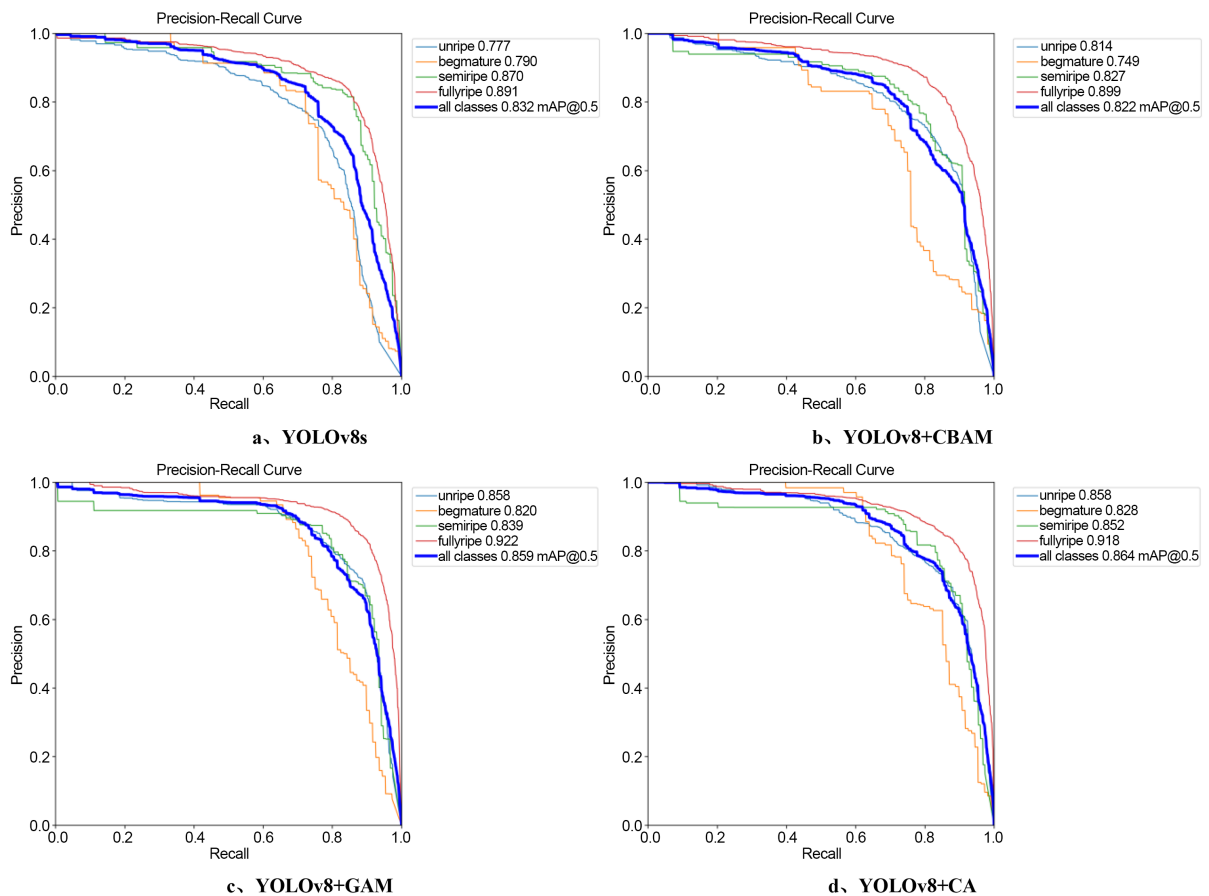 Precision-Recall Curve
1.0
0.8
0.6
0.4
0.2
0.0
Precision
0.0 0.2 0.4 0.6 0.8 1.0
Recall
unripe 0.777
begmature 0.790
semiripe 0.870
fullyripe 0.891
all classes 0.832 mAP@0.5
a、YOLOv8s
Precision-Recall Curve
1.0
0.8
0.6
0.4
0.2
0.0
Precision
0.0 0.2 0.4 0.6 0.8 1.0
Recall
unripe 0.814
begmature 0.749
semiripe 0.827
fullyripe 0.899
all classes 0.822 mAP@0.5
b、YOLOv8+CBAM
Precision-Recall Curve
1.0
0.8
0.6
0.4
0.2
0.0
Precision
0.0 0.2 0.4 0.6 0.8 1.0
Recall
unripe 0.858
begmature 0.820
semiripe 0.839
fullyripe 0.922
all classes 0.859 mAP@0.5
c、YOLOv8+GAM
Precision-Recall Curve
1.0
0.8
0.6
0.4
0.2
0.0
Precision
0.0 0.2 0.4 0.6 0.8 1.0
Recall
unripe 0.858
begmature 0.828
semiripe 0.852
fullyripe 0.918
all classes 0.864 mAP@0.5
d、YOLOv8+CA